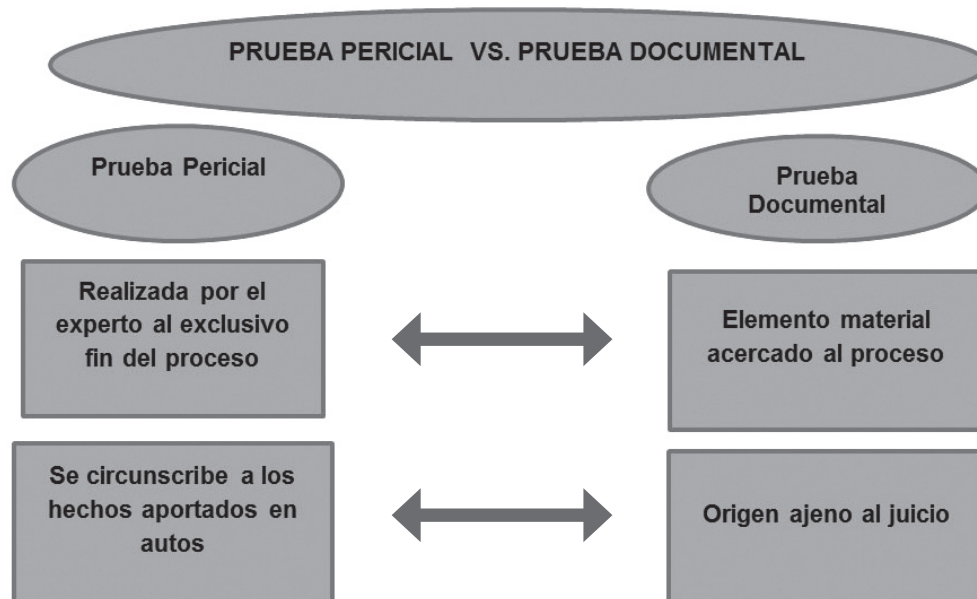 PRUEBA PERICIAL VS. PRUEBA DOCUMENTAL
Prueba Pericial
Prueba
Documental
Realizada por el
experto al exclusivo
fin del proceso
Elemento material
acercado al proceso
Se circunscribe a los
hechos aportados en
autos
Origen ajeno al juicio